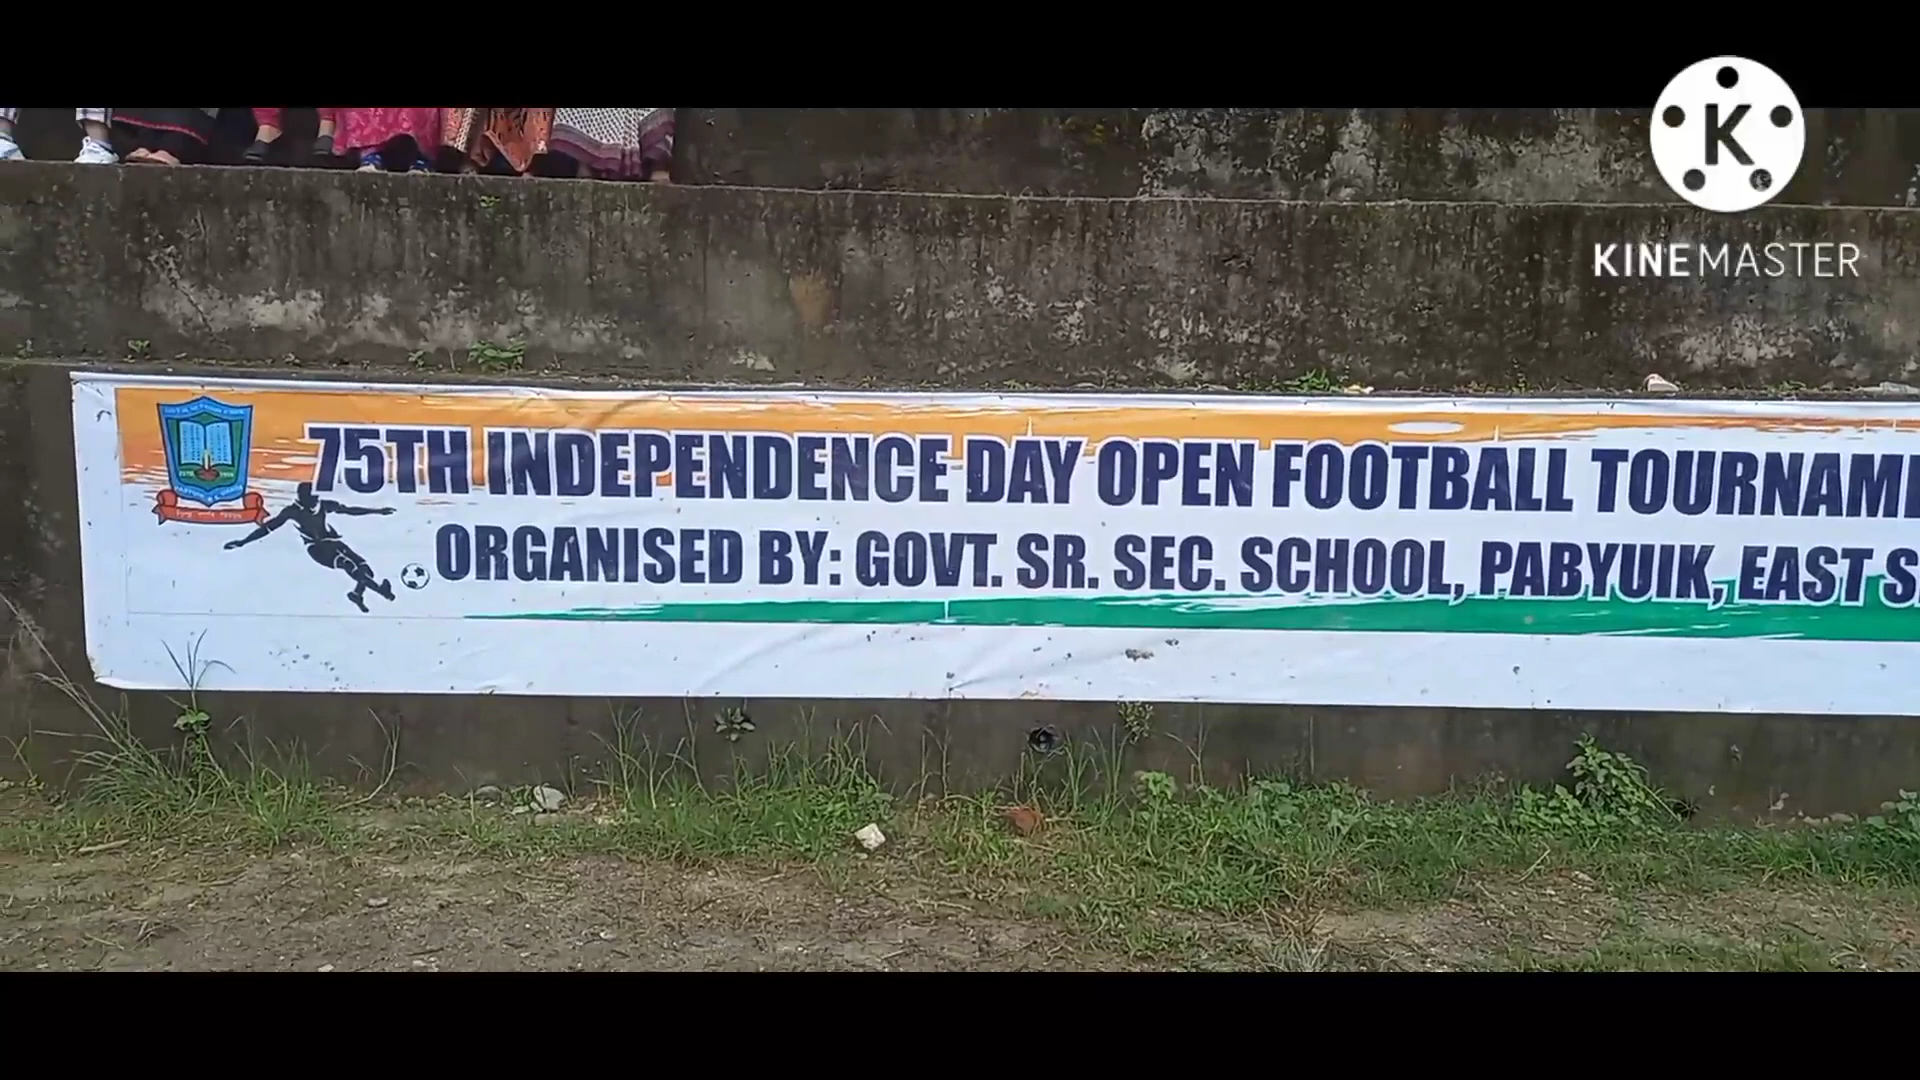 K
KINEMASTER
75TH INDEPENDENCE DAY OPEN FOOTBALL TOURNAM
ORGANISED BY: GOVT. SR. SEC. SCHOOL, PABYUIK, EAST S